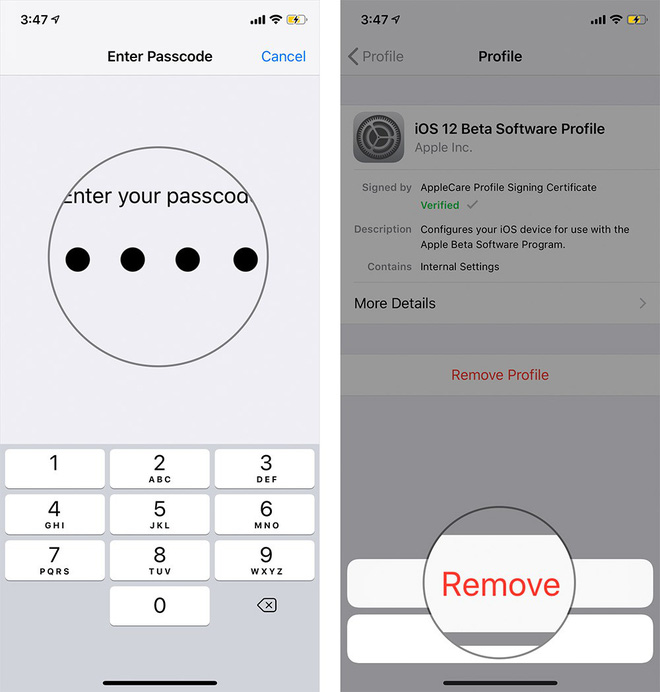 3:47
Enter Passcode
Cancel
Enter your passcod
1
2
ABC
3
DEF
4
GHI
5
JKL
6
MNO
7
PQRS
8
TUV
9
WXYZ
0
3:47
Profile
Profile
iOS 12 Beta Software Profile
Apple Inc.
Signed by AppleCare Profile Signing Certificate
Verified
Description Configures your iOS device for use with the
Apple Beta Software Program.
Contains Internal Settings
More Details
Remove Profile
Remove